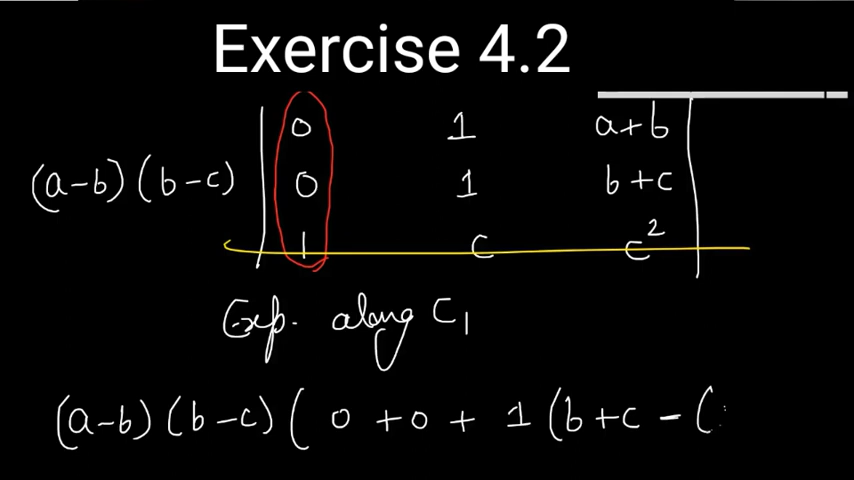 Exercise 4.2
0 1 a+b
(a-b) (b-c) 0 1 b+c
1 c c²
Exp. along C₁
(a-b) (b-c) ( 0 +0 + 1 (b+c - (